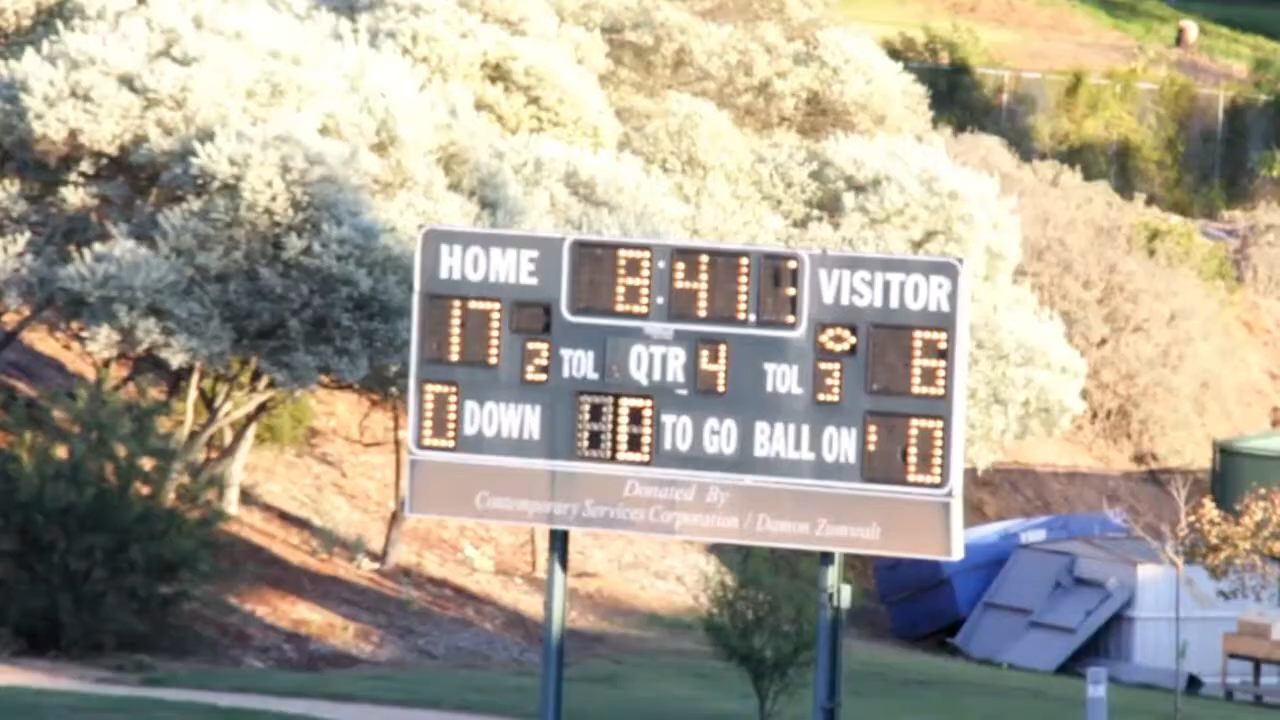 HOME 8:41 VISITOR
17 2 TOL QTR 4 TOL 3 6
0 DOWN TO GO BALL ON 0
Donated By
Contemporary Services Corporation / Damon Zumwalt